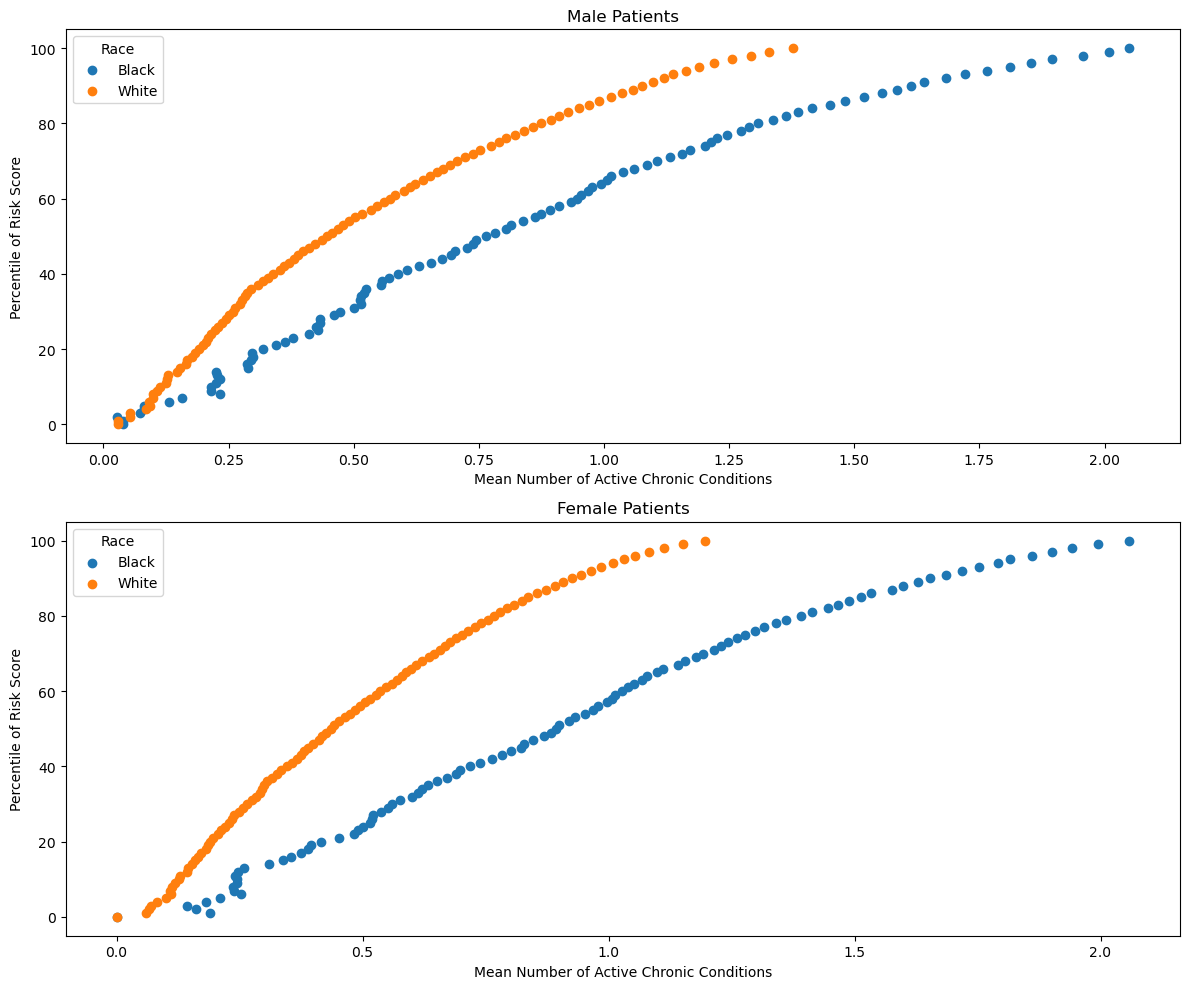 Male Patients
Race
Black
White
100
80
60
40
20
0
Percentile of Risk Score
0.00 0.25 0.50 0.75 1.00 1.25 1.50 1.75 2.00
Mean Number of Active Chronic Conditions
Female Patients
Race
Black
White
100
80
60
40
20
0
Percentile of Risk Score
0.0 0.5 1.0 1.5 2.0
Mean Number of Active Chronic Conditions